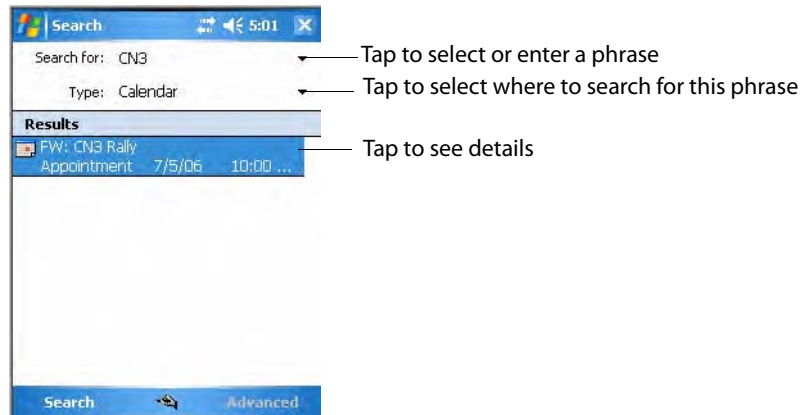 Search 5:01
Search for: CN3
Tap to select or enter a phrase
Type: Calendar
Tap to select where to search for this phrase
Results
FW: CN3 Rally
Appointment 7/5/06 10:00 ...
Tap to see details
Search Advanced